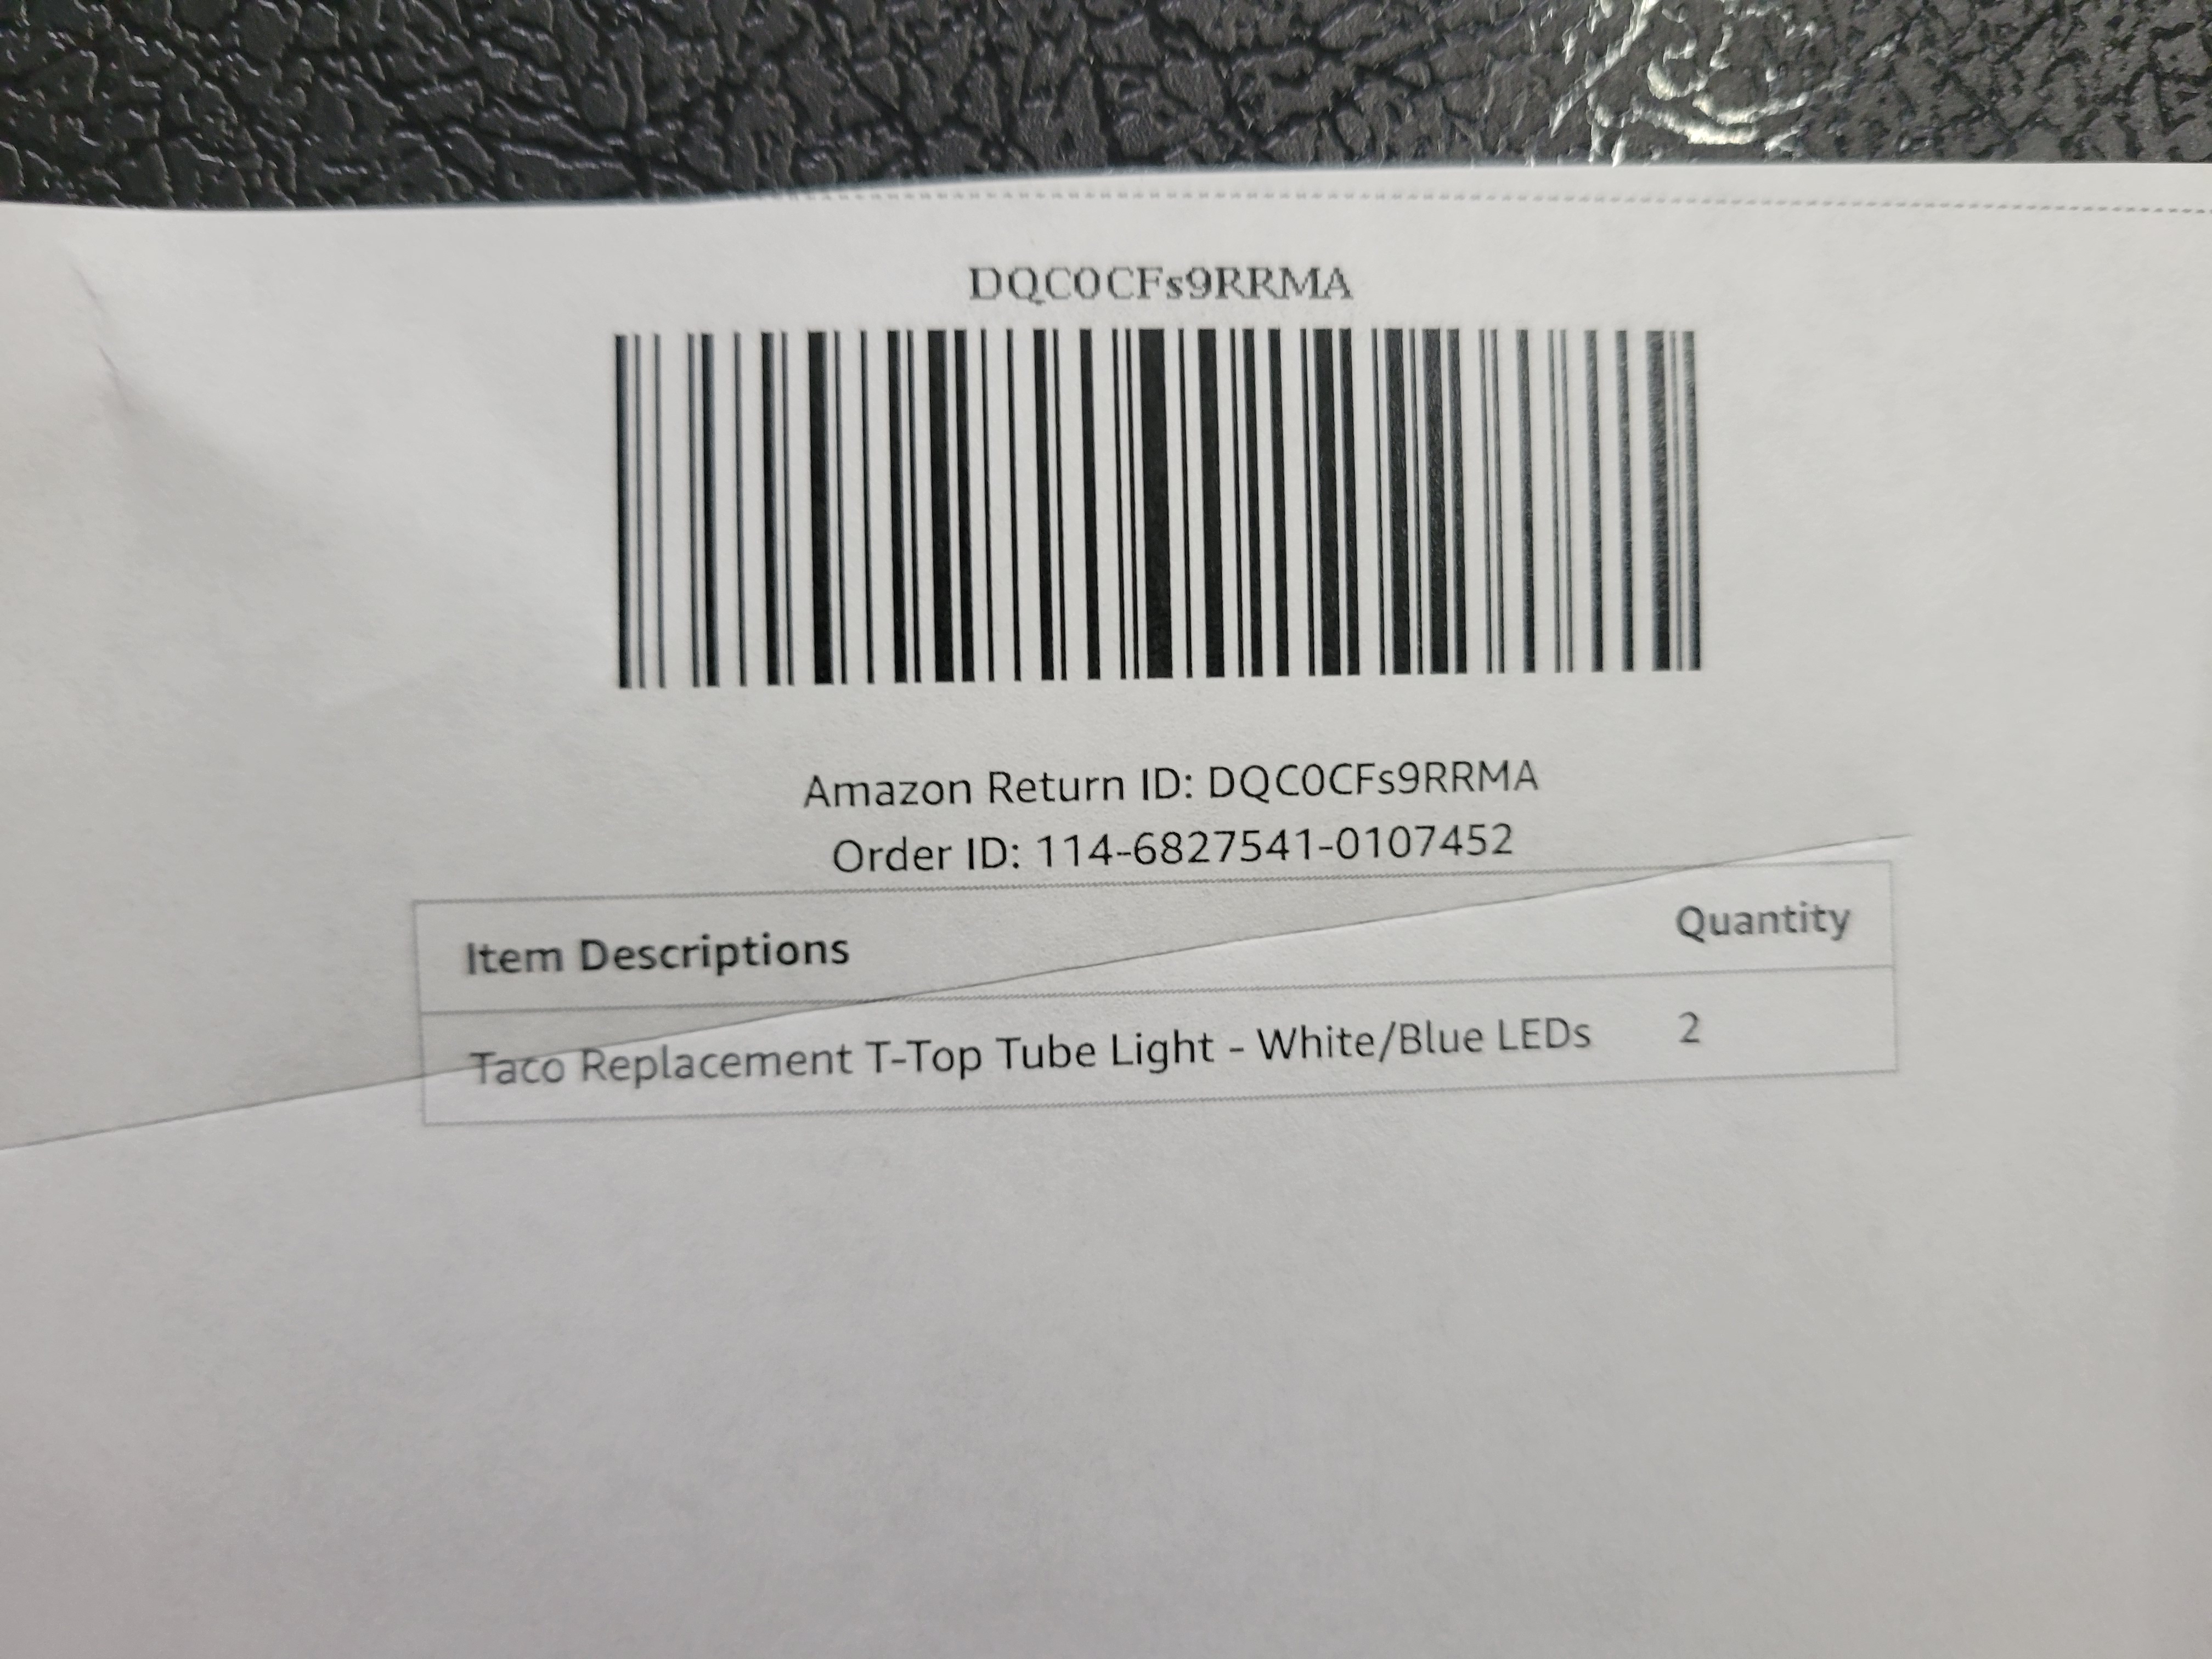 DQC0CFs9RRMA
Amazon Return ID: DQC0CFs9RRMA
Order ID: 114-6827541-0107452
Item Descriptions Quantity
Taco Replacement T-Top Tube Light - White/Blue LEDs 2